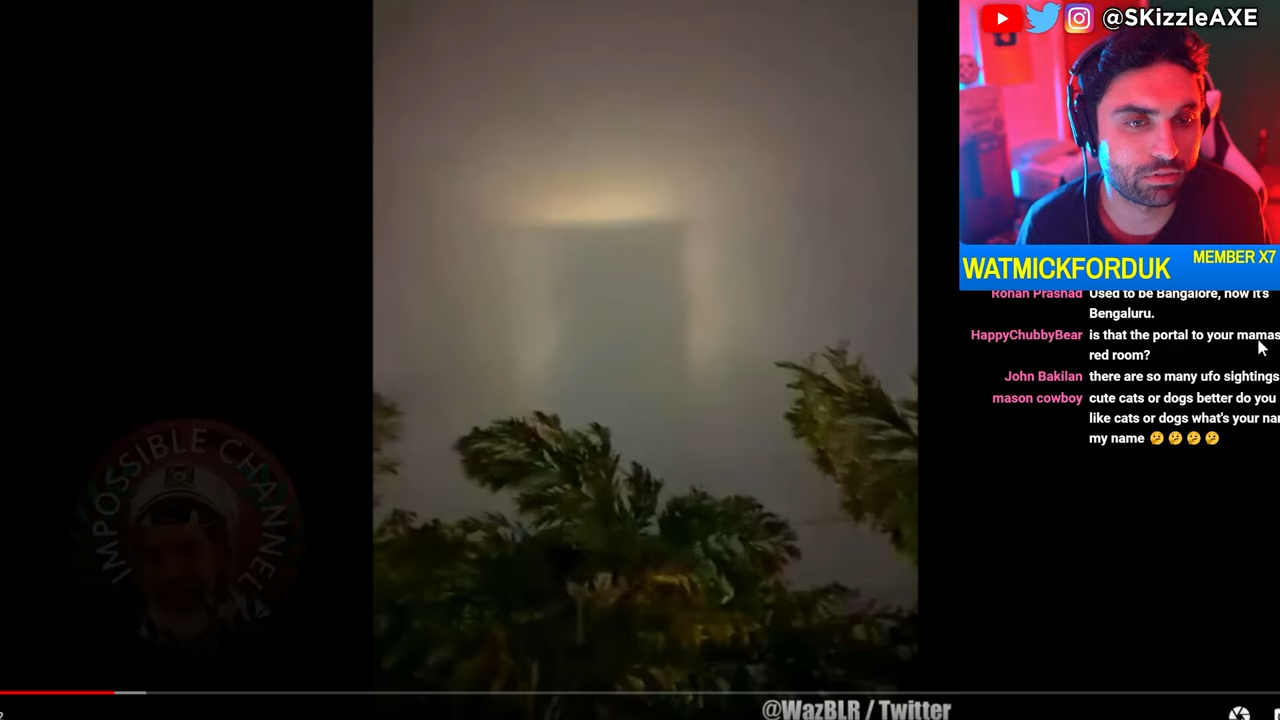 @SKizzleAXE
WATMICKFORDUK
MEMBER X7
Ronan Prashad Used to be Bangalore, now it's
Bengaluru.
HappyChubbyBear is that the portal to your mamas
red room?
John Bakilan there are so many ufo sightings
mason cowboy cute cats or dogs better do you
like cats or dogs what's your na
my name 🤔 🤔 🤔 🤔
IMPOSSIBLE CHANNEL
@WazBLR / Twitter